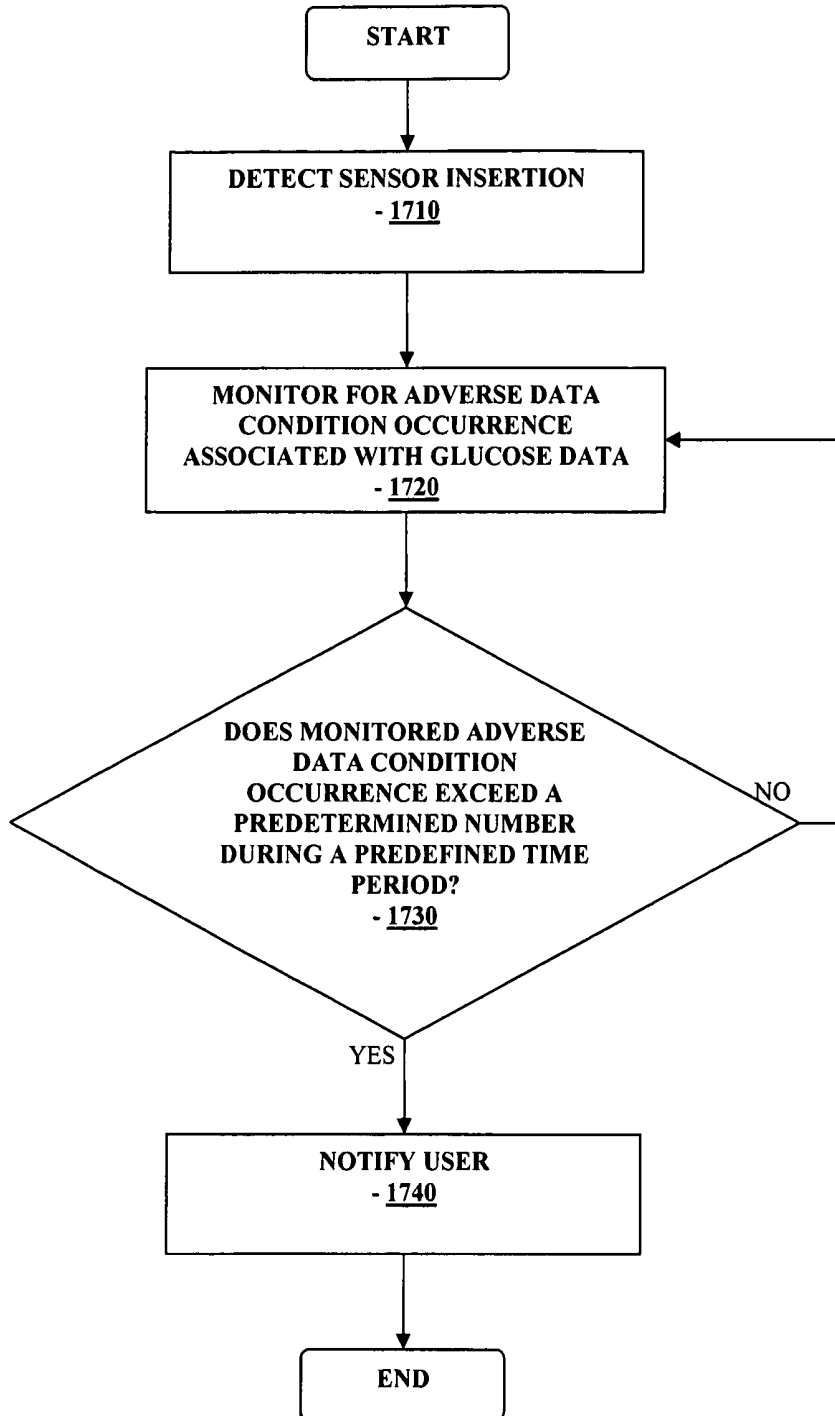 START
DETECT SENSOR INSERTION
- 1710
MONITOR FOR ADVERSE DATA
CONDITION OCCURRENCE
ASSOCIATED WITH GLUCOSE DATA
- 1720
DOES MONITORED ADVERSE
DATA CONDITION
OCCURRENCE EXCEED A
PREDETERMINED NUMBER
DURING A PREDEFINED TIME
PERIOD?
- 1730
NO
YES
NOTIFY USER
- 1740
END